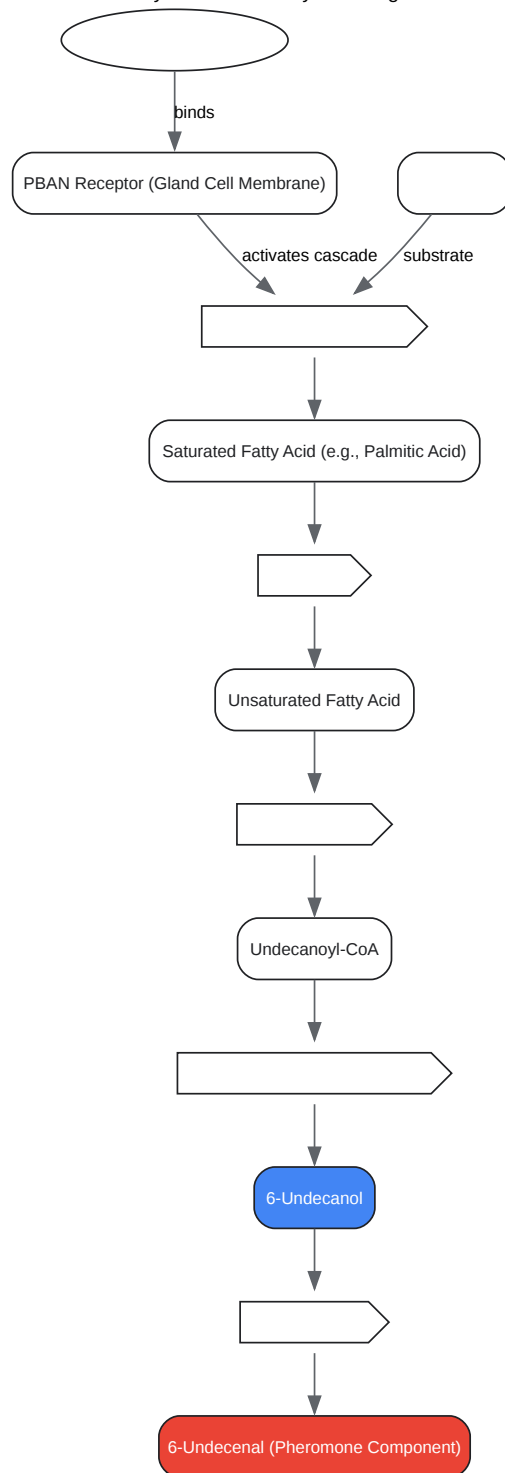 binds
PBAN Receptor (Gland Cell Membrane)
activates cascade
substrate
Saturated Fatty Acid (e.g., Palmitic Acid)
Unsaturated Fatty Acid
Undecanoyl-CoA
6-Undecanol
6-Undecenal (Pheromone Component)